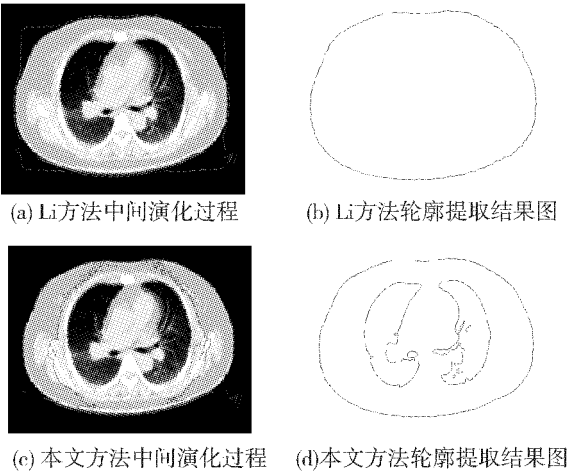 (a) Li方法中间演化过程
(b) Li方法轮廓提取结果图
(c) 本文方法中间演化过程
(d)本文方法轮廓提取结果图